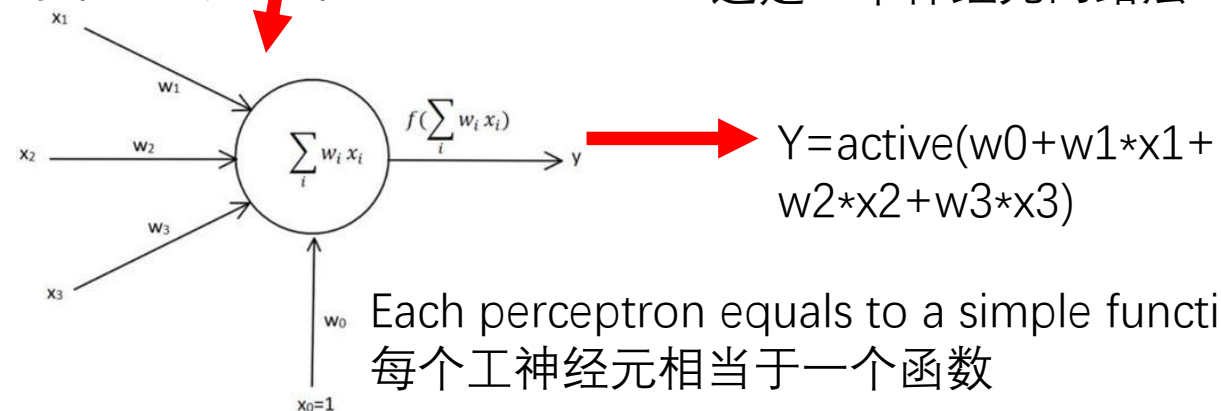 x1
w1
x2
w2
w3
x3
∑ᵢ wᵢ xᵢ
f(∑ᵢ wᵢ xᵢ)
y
Y=active(w0+w1*x1+
w2*x2+w3*x3)
w0
x0=1
Each perceptron equals to a simple functi
每个工神经元相当于一个函数